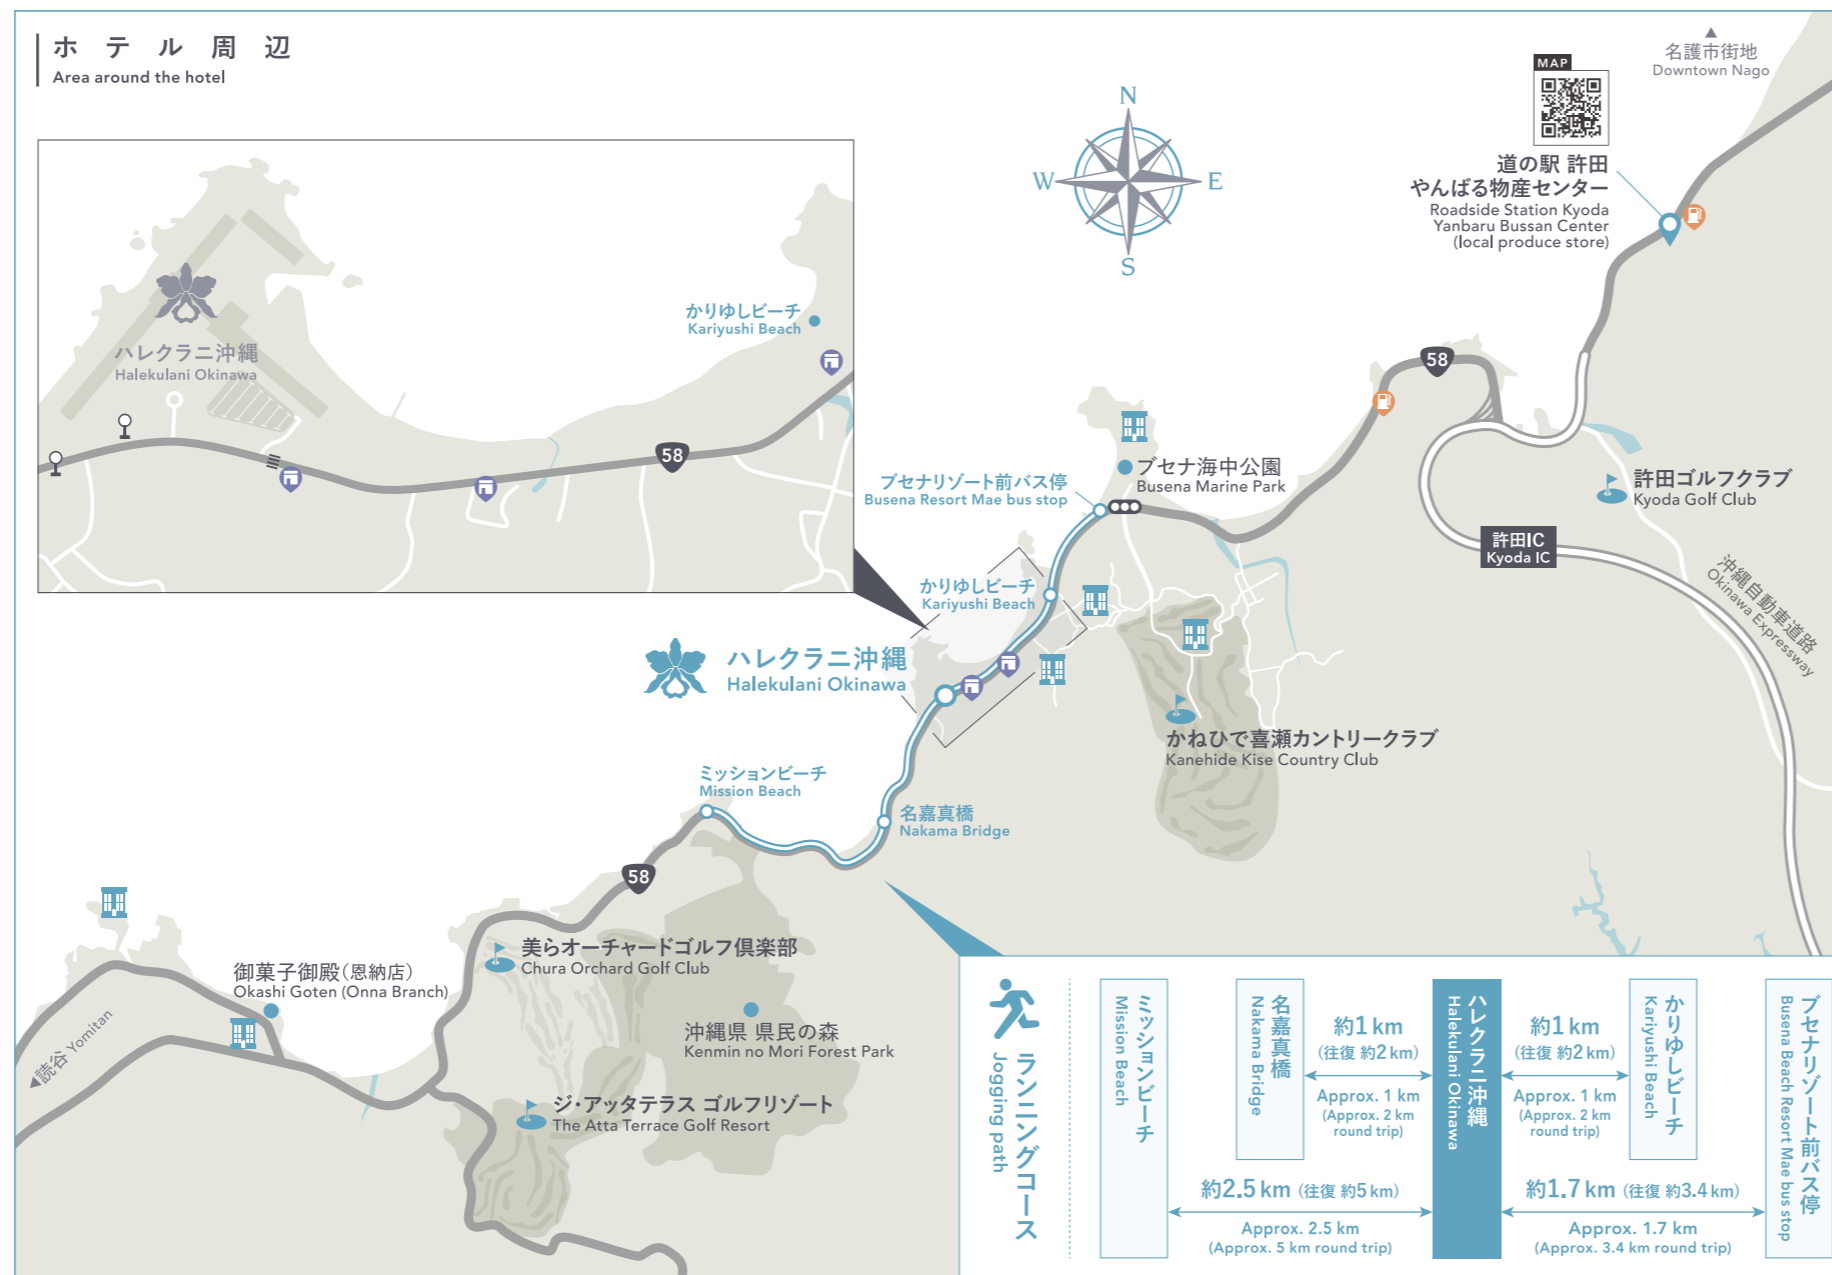 ホテル周辺
Area around the hotel
▲
名護市街地
Downtown Nago
MAP
道の駅 許田
やんばる物産センター
Roadside Station Kyoda
Yanbaru Bussan Center
(local produce store)
N
W
E
S
かりゆしビーチ
Kariyushi Beach
ハレクラニ沖縄
Halekulani Okinawa
58
58
ブセナ海中公園
Busena Marine Park
ブセナリゾート前バス停
Busena Resort Mae bus stop
許田ゴルフクラブ
Kyoda Golf Club
許田IC
Kyoda IC
沖縄自動車道路
Okinawa Expressway
かりゆしビーチ
Kariyushi Beach
ハレクラニ沖縄
Halekulani Okinawa
かねひで喜瀬カントリークラブ
Kanehide Kise Country Club
ミッションビーチ
Mission Beach
名嘉真橋
Nakama Bridge
58
美らオーチャードゴルフ倶楽部
Chura Orchard Golf Club
御菓子御殿(恩納店)
Okashi Goten (Onna Branch)
沖縄県 県民の森
Kenmin no Mori Forest Park
◀読谷 Yomitan
ジ・アッタテラス ゴルフリゾート
The Atta Terrace Golf Resort
ランニングコース
Jogging path
ミッションビーチ
Mission Beach
名嘉真橋
Nakama Bridge
約1 km
(往復 約2 km)
Approx. 1 km
(Approx. 2 km
round trip)
ハレクラニ沖縄
Halekulani Okinawa
約1 km
(往復 約2 km)
Approx. 1 km
(Approx. 2 km
round trip)
かりゆしビーチ
Kariyushi Beach
ブセナリゾート前バス停
Busena Beach Resort Mae bus stop
約2.5 km (往復 約5 km)
Approx. 2.5 km
(Approx. 5 km round trip)
約1.7 km (往復 約3.4 km)
Approx. 1.7 km
(Approx. 3.4 km round trip)